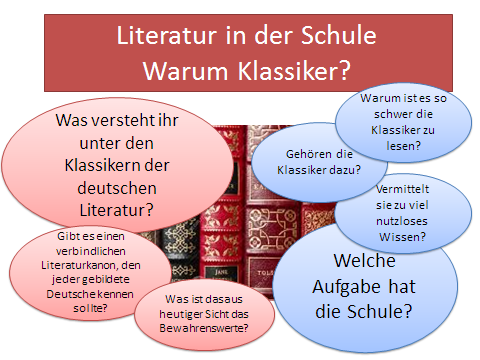 Literatur in der Schule
Warum Klassiker?
Was versteht ihr
unter den
Klassikern der
deutschen
Literatur?
Gehören die
Klassiker dazu?
Warum ist es so
schwer die
Klassiker zu
lesen?
Vermittelt
sie zu viel
nutzloses
Wissen?
Gibt es einen
verbindlichen
Literaturkanon, den
jeder gebildete
Deutsche kennen
sollte?
Was ist das aus
heutiger Sicht das
Bewahrenswerte?
Welche
Aufgabe hat
die Schule?
JANE